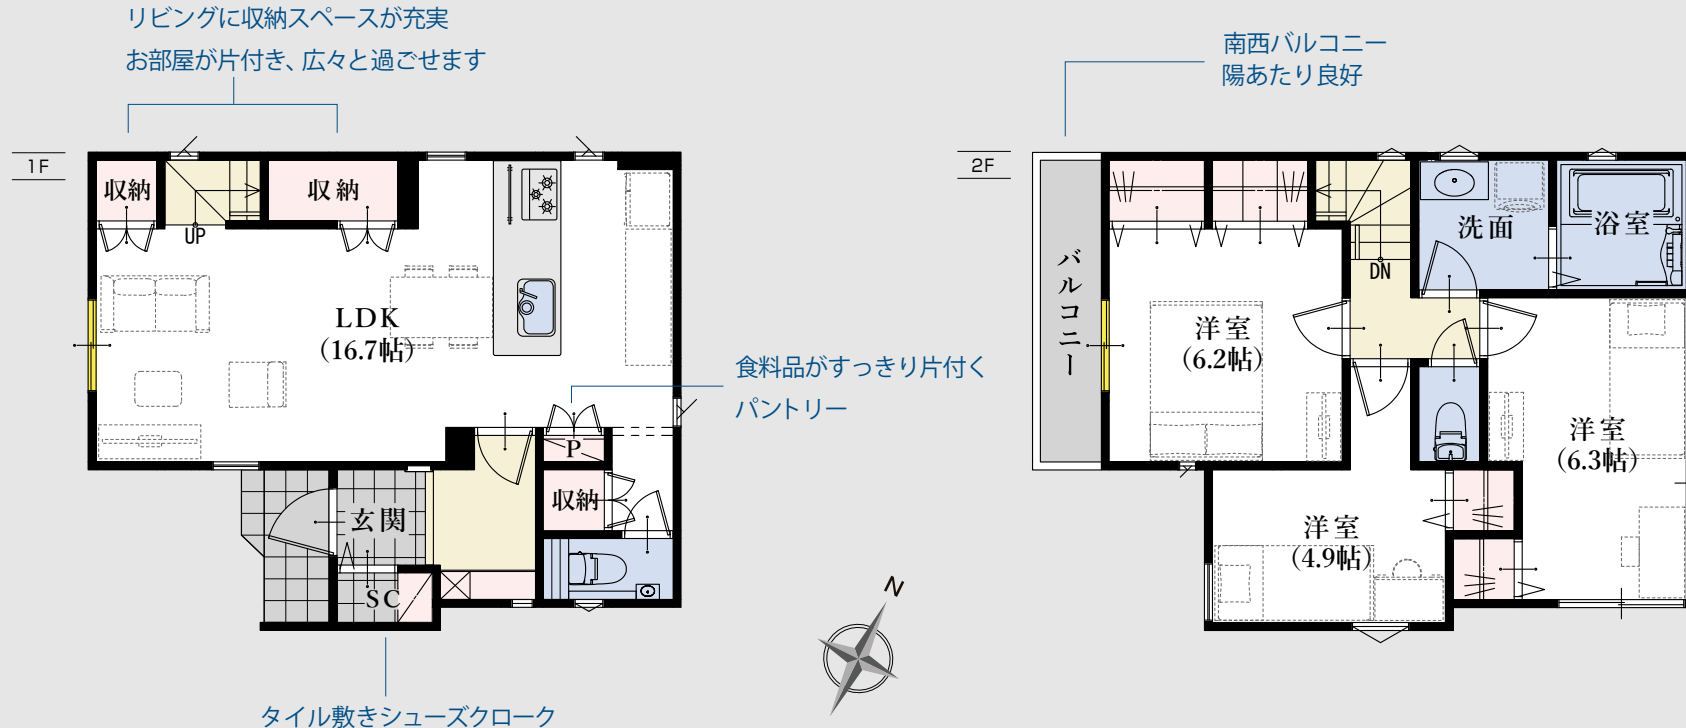 リビングに収納スペースが充実
お部屋が片付き、広々と過ごせます
南西バルコニー
陽あたり良好
1F
2F
収納
収納
UP
LDK
(16.7帖)
食料品がすっきり片付く
パントリー
P
収納
玄関
SC
タイル敷きシューズクローク
N
バルコニー
洗面
浴室
DN
洋室
(6.2帖)
洋室
(6.3帖)
洋室
(4.9帖)